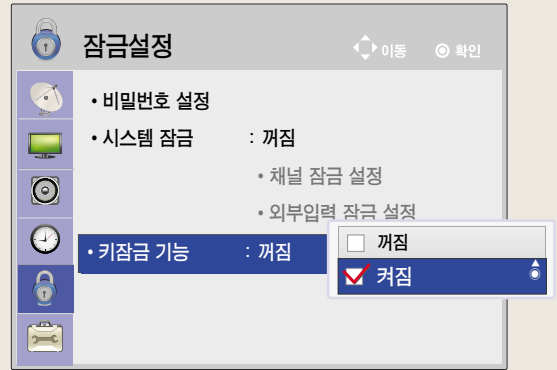 잠금설정 이동 확인
• 비밀번호 설정
• 시스템 잠금 : 꺼짐
• 채널 잠금 설정
• 외부입력 잠금 설정
• 키잠금 기능 : 꺼짐
꺼짐
켜짐